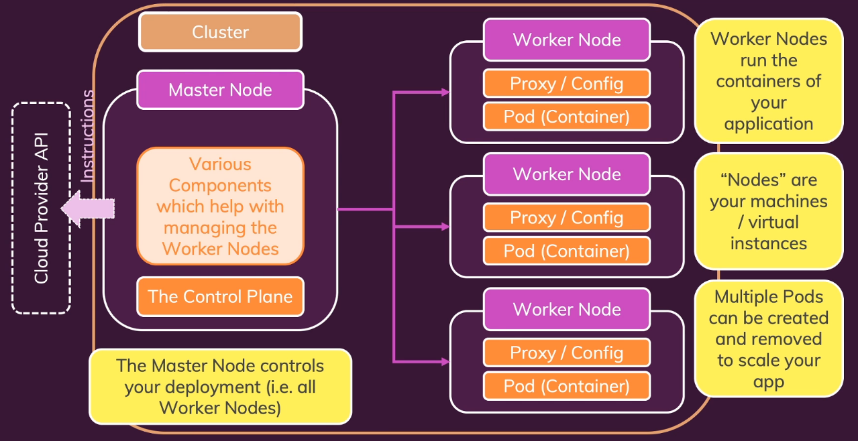 Cluster
Master Node
Various
Components
which help with
managing the
Worker Nodes
The Control Plane
Instructions
Cloud Provider API
The Master Node controls
your deployment (i.e. all
Worker Nodes)
Worker Node
Proxy / Config
Pod (Container)
Worker Node
Proxy / Config
Pod (Container)
Worker Node
Proxy / Config
Pod (Container)
Worker Nodes
run the
containers of
your
application
“Nodes” are
your machines
/ virtual
instances
Multiple Pods
can be created
and removed
to scale your
app